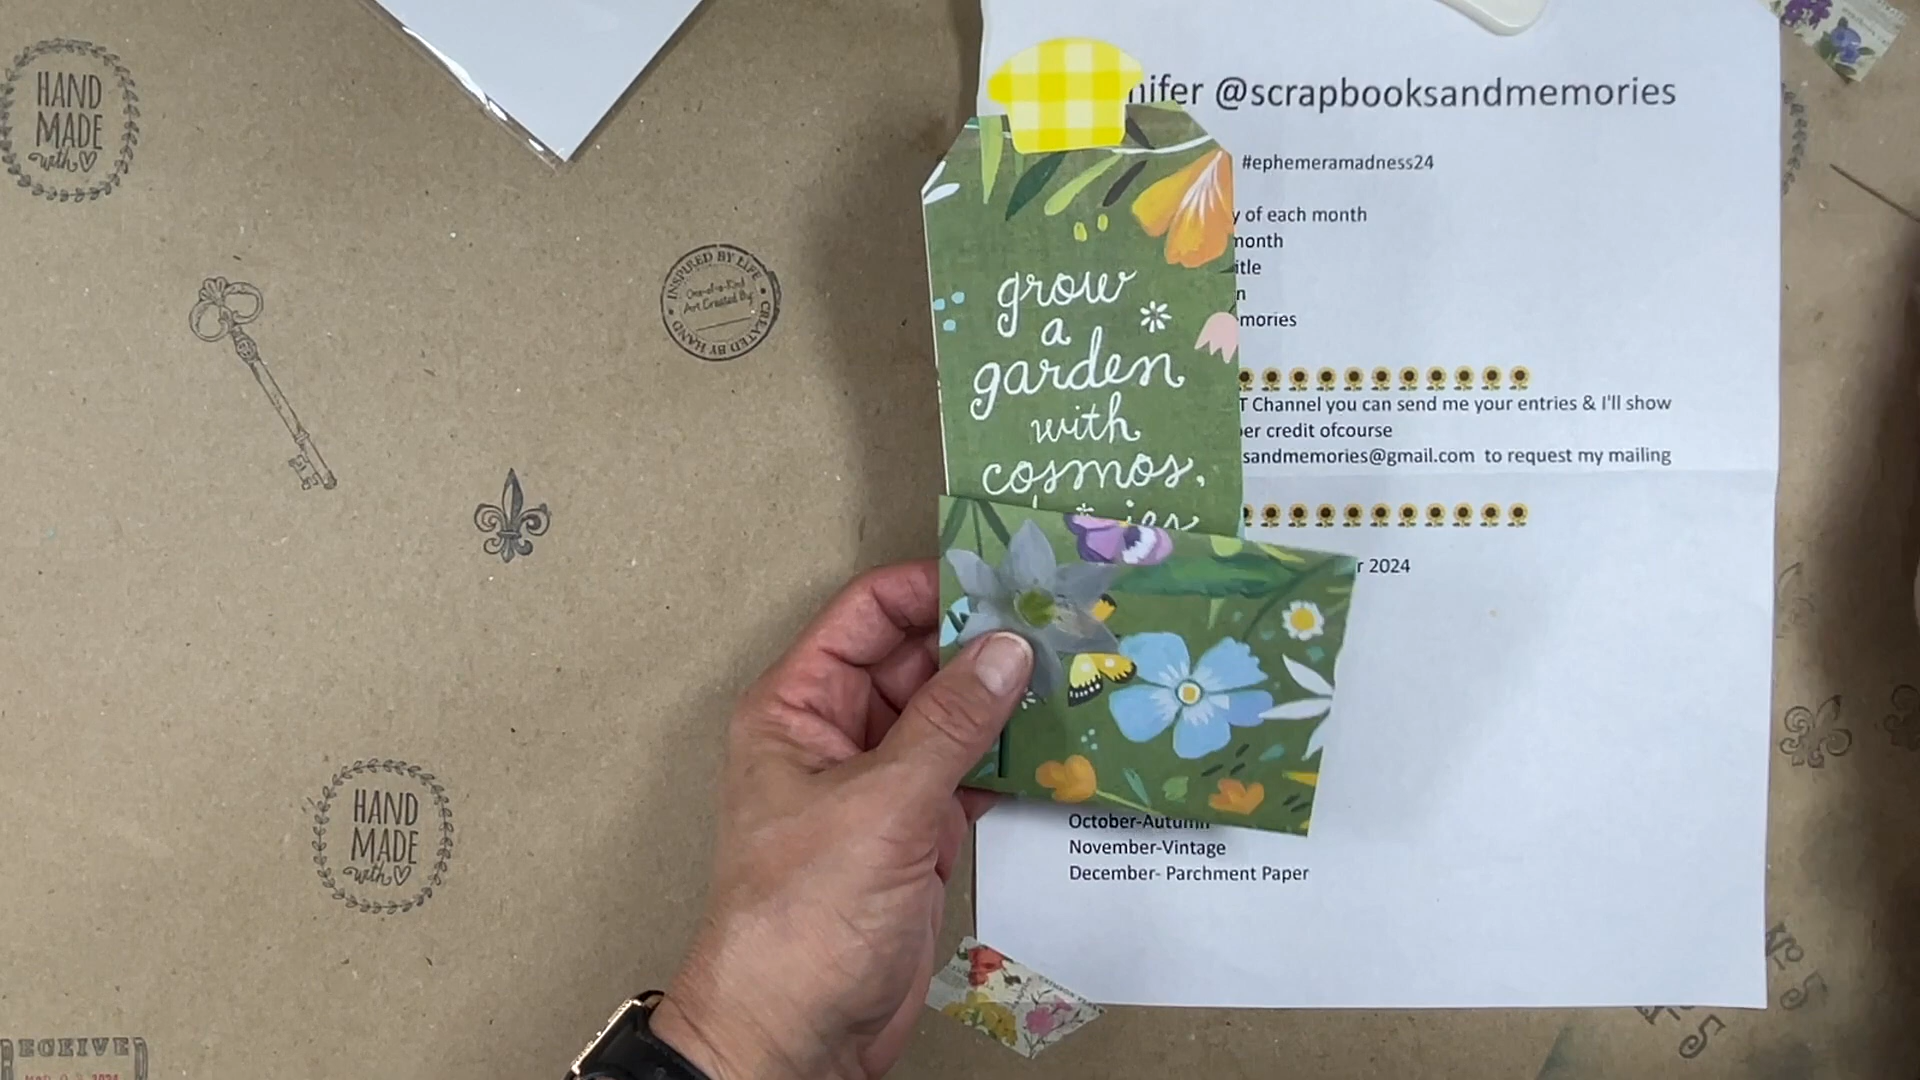 HAND
MADE
with
INSPIRED BY LIFE
One-of-a-Kind
Art Created By
CREATED BY HAND
HAND
MADE
with
ECEIVE
nifer @scrapbooksandmemories
#ephemeramadness24
y of each month
month
itle
n
mories
T Channel you can send me your entries & I'll show
er credit ofcourse
sandmemories@gmail.com to request my mailing
r 2024
grow
a
garden
with
cosmos,
October-Autumn
November-Vintage
December- Parchment Paper